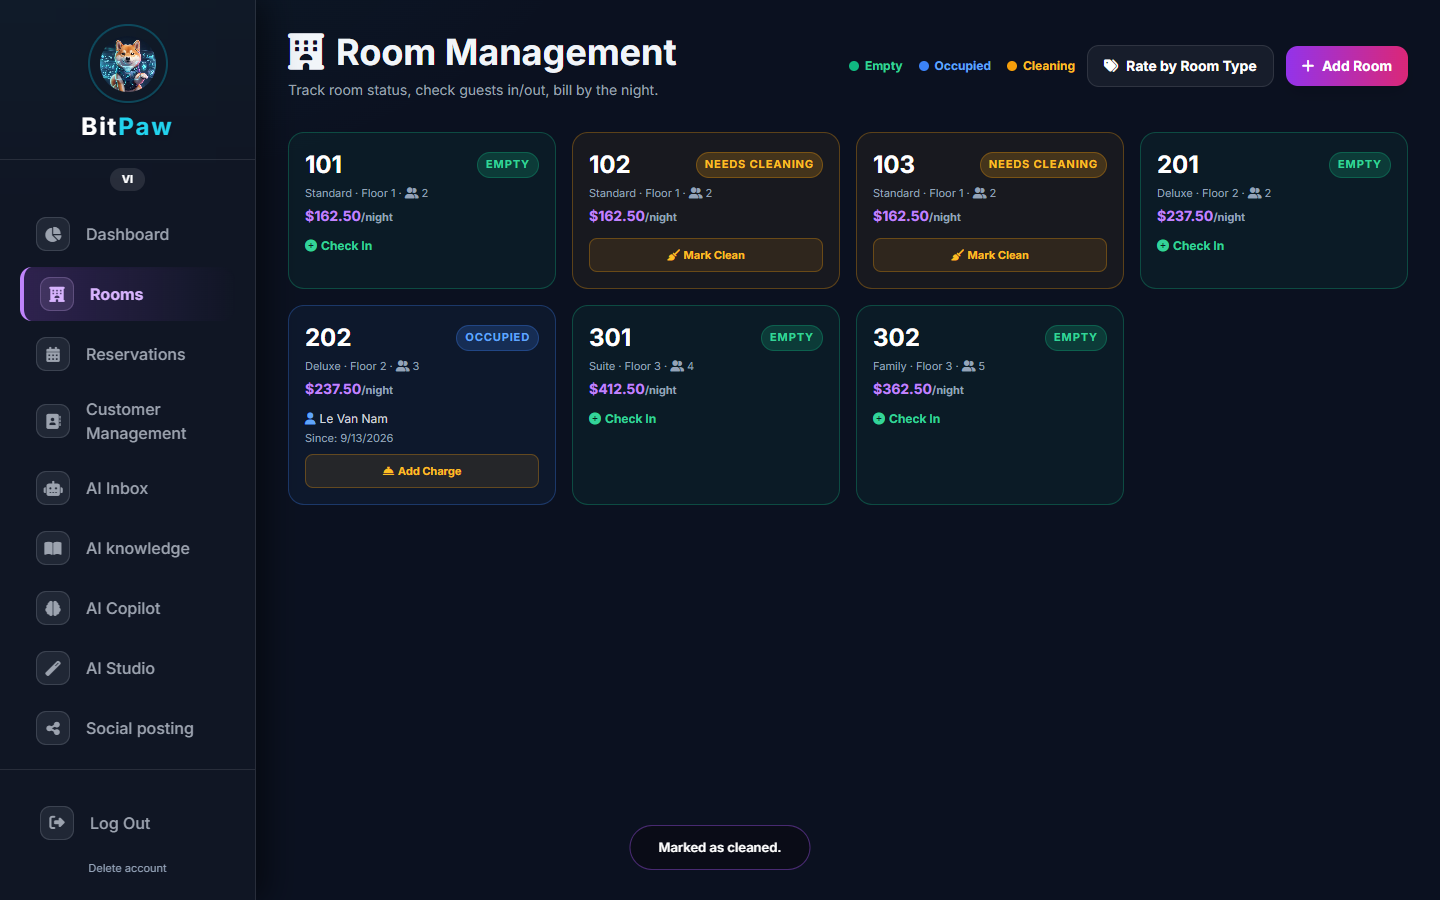 BitPaw
VI
Dashboard
Rooms
Reservations
Customer
Management
AI Inbox
AI knowledge
AI Copilot
AI Studio
Social posting
Log Out
Delete account
Room Management
Track room status, check guests in/out, bill by the night.
Empty
Occupied
Cleaning
Rate by Room Type
Add Room
101
EMPTY
Standard · Floor 1 · 2
$162.50/night
Check In
102
NEEDS CLEANING
Standard · Floor 1 · 2
$162.50/night
Mark Clean
103
NEEDS CLEANING
Standard · Floor 1 · 2
$162.50/night
Mark Clean
201
EMPTY
Deluxe · Floor 2 · 2
$237.50/night
Check In
202
OCCUPIED
Deluxe · Floor 2 · 3
$237.50/night
Le Van Nam
Since: 9/13/2026
Add Charge
301
EMPTY
Suite · Floor 3 · 4
$412.50/night
Check In
302
EMPTY
Family · Floor 3 · 5
$362.50/night
Check In
Marked as cleaned.